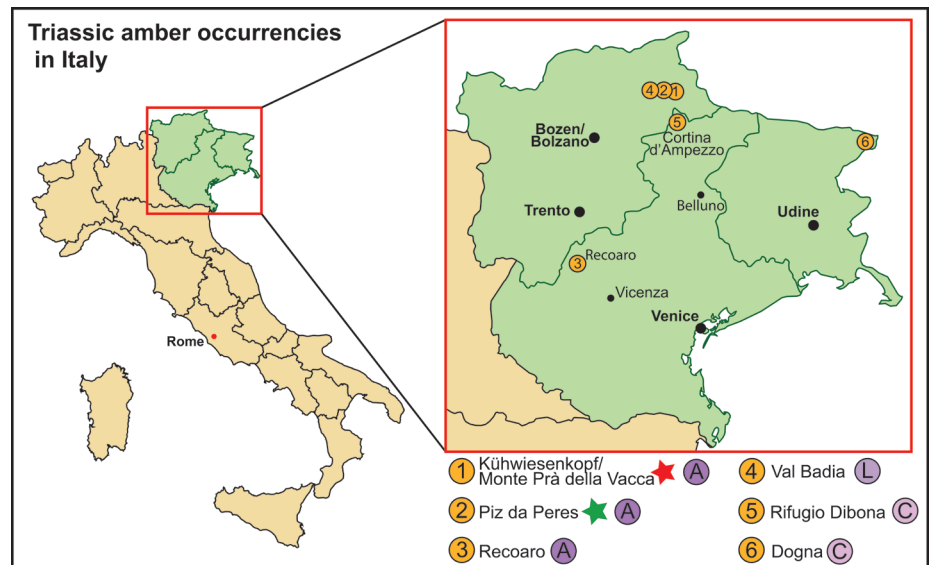 Triassic amber occurrencies
in Italy
Rome
4 2 1
5
Cortina
d'Ampezzo
6
Bozen/
Bolzano
Belluno
Trento
Udine
Recoaro
3
Vicenza
Venice
1 Kühwiesenkopf/
Monte Prà della Vacca A
2 Piz da Peres A
3 Recoaro A
4 Val Badia L
5 Rifugio Dibona C
6 Dogna C